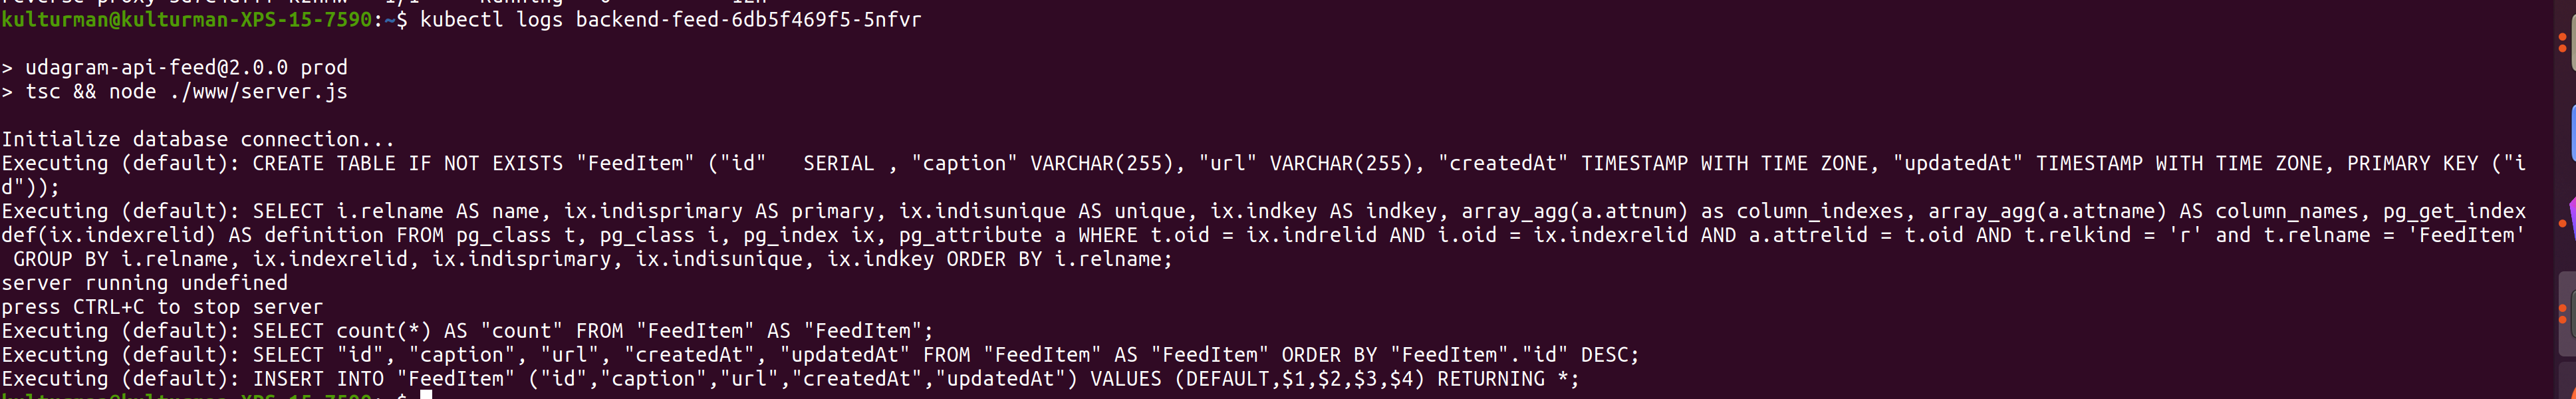 kulturman@kulturman-XPS-15-7590:~$ kubectl logs backend-feed-6db5f469f5-5nfvr
> udagram-api-feed@2.0.0 prod
> tsc && node ./www/server.js
Initialize database connection...
Executing (default): CREATE TABLE IF NOT EXISTS "FeedItem" ("id"   SERIAL , "caption" VARCHAR(255), "url" VARCHAR(255), "createdAt" TIMESTAMP WITH TIME ZONE, "updatedAt" TIMESTAMP WITH TIME ZONE, PRIMARY KEY ("i
d"));
Executing (default): SELECT i.relname AS name, ix.indisprimary AS primary, ix.indisunique AS unique, ix.indkey AS indkey, array_agg(a.attnum) as column_indexes, array_agg(a.attname) AS column_names, pg_get_index
def(ix.indexrelid) AS definition FROM pg_class t, pg_class i, pg_index ix, pg_attribute a WHERE t.oid = ix.indrelid AND i.oid = ix.indexrelid AND a.attrelid = t.oid AND t.relkind = 'r' and t.relname = 'FeedItem'
 GROUP BY i.relname, ix.indexrelid, ix.indisprimary, ix.indisunique, ix.indkey ORDER BY i.relname;
server running undefined
press CTRL+C to stop server
Executing (default): SELECT count(*) AS "count" FROM "FeedItem" AS "FeedItem";
Executing (default): SELECT "id", "caption", "url", "createdAt", "updatedAt" FROM "FeedItem" AS "FeedItem" ORDER BY "FeedItem"."id" DESC;
Executing (default): INSERT INTO "FeedItem" ("id","caption","url","createdAt","updatedAt") VALUES (DEFAULT,$1,$2,$3,$4) RETURNING *;
kulturman@kulturman-XPS-15-7590:~$